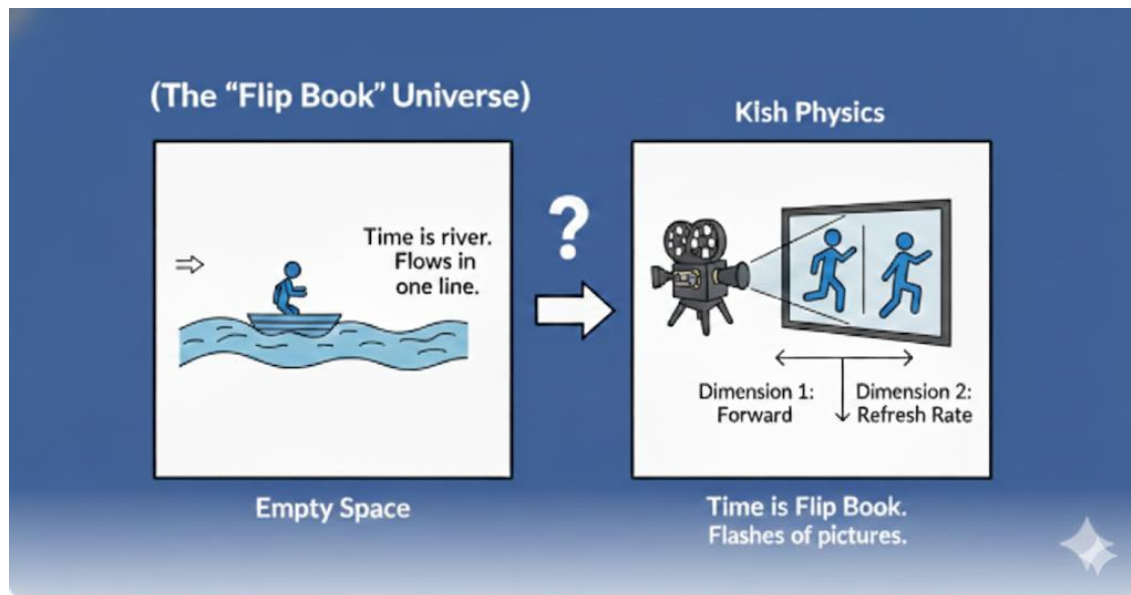 (The “Flip Book” Universe)
Time is river.
Flows in
one line.
Empty Space
?
Kish Physics
Dimension 1:
Forward
Dimension 2:
Refresh Rate
Time is Flip Book.
Flashes of pictures.